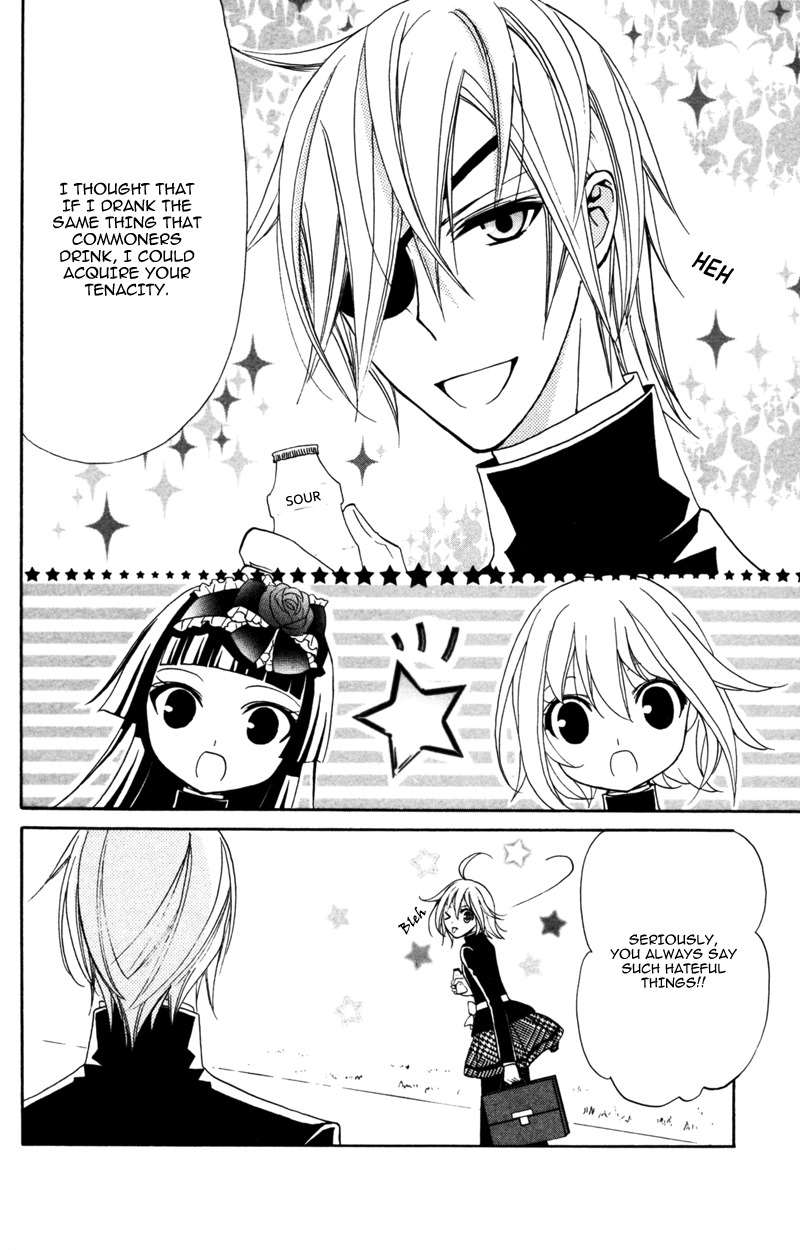 I THOUGHT THAT
IF I DRANK THE
SAME THING THAT
COMMONERS
DRINK, I COULD
ACQUIRE YOUR
TENACITY.
HEH
SOUR
Bleh
SERIOUSLY,
YOU ALWAYS SAY
SUCH HATEFUL
THINGS!!